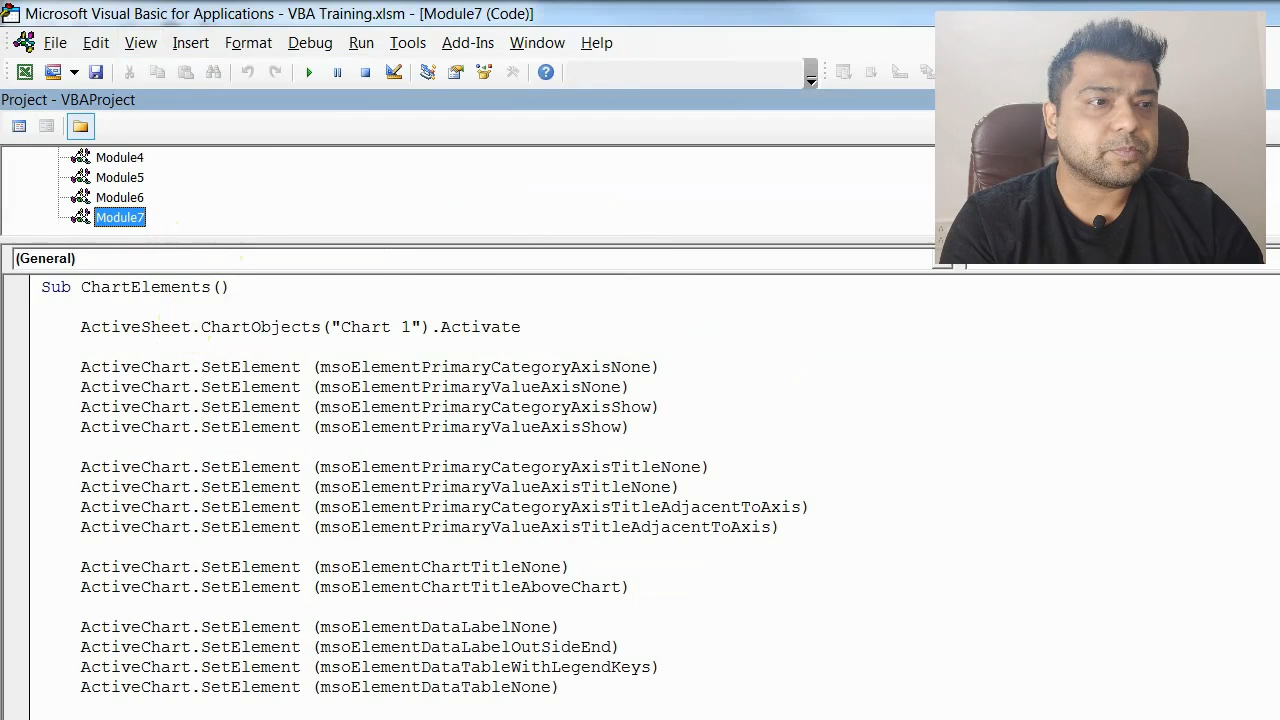 Microsoft Visual Basic for Applications - VBA Training.xlsm - [Module7 (Code)]
File Edit View Insert Format Debug Run Tools Add-Ins Window Help
Project - VBAProject
Module4
Module5
Module6
Module7
(General)
Sub ChartElements()
ActiveSheet.ChartObjects("Chart 1").Activate
ActiveChart.SetElement (msoElementPrimaryCategoryAxisNone)
ActiveChart.SetElement (msoElementPrimaryValueAxisNone)
ActiveChart.SetElement (msoElementPrimaryCategoryAxisShow)
ActiveChart.SetElement (msoElementPrimaryValueAxisShow)
ActiveChart.SetElement (msoElementPrimaryCategoryAxisTitleNone)
ActiveChart.SetElement (msoElementPrimaryValueAxisTitleNone)
ActiveChart.SetElement (msoElementPrimaryCategoryAxisTitleAdjacentToAxis)
ActiveChart.SetElement (msoElementPrimaryValueAxisTitleAdjacentToAxis)
ActiveChart.SetElement (msoElementChartTitleNone)
ActiveChart.SetElement (msoElementChartTitleAboveChart)
ActiveChart.SetElement (msoElementDataLabelNone)
ActiveChart.SetElement (msoElementDataLabelOutSideEnd)
ActiveChart.SetElement (msoElementDataTableWithLegendKeys)
ActiveChart.SetElement (msoElementDataTableNone)